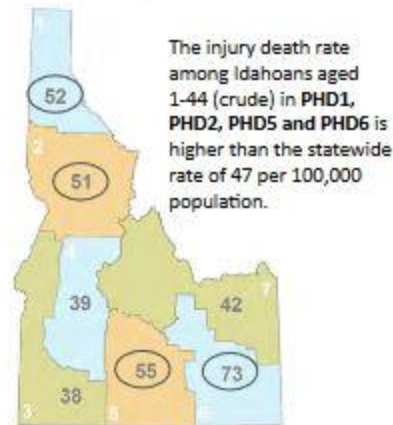 1
The injury death rate
among Idahoans aged
1-44 (crude) in PHD1,
PHD2, PHD5 and PHD6 is
higher than the statewide
rate of 47 per 100,000
population.
52
2
51
4
39
42
7
55
73
38
3
5
6